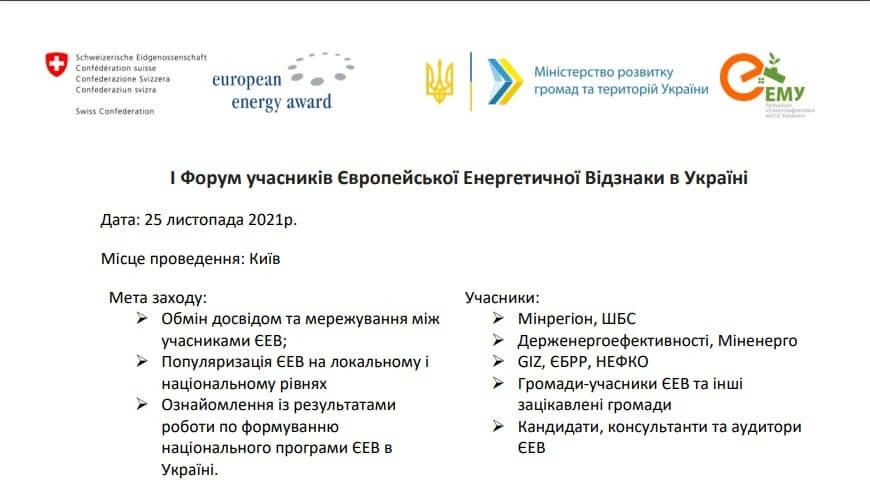 Schweizerische Eidgenossenschaft
Confédération suisse
Confederazione Svizzera
Confederaziun svizra
Swiss Confederation
european
energy award
Міністерство розвитку
громад та територій України
ЕМУ
Асоціація
«Енергоефективні
міста України»
І Форум учасників Європейської Енергетичної Відзнаки в Україні
Дата: 25 листопада 2021р.
Місце проведення: Київ
Мета заходу:
➢ Обмін досвідом та мережування між
учасниками ЄЕВ;
➢ Популяризація ЄЕВ на локальному і
національному рівнях
➢ Ознайомлення із результатами
роботи по формуванню
національного програми ЄЕВ в
Україні.
Учасники:
➢ Мінрегіон, ШБС
➢ Держенергоефективності, Міненерго
➢ GIZ, ЄБРР, НЕФКО
➢ Громади-учасники ЄЕВ та інші
зацікавлені громади
➢ Кандидати, консультанти та аудитори
ЄЕВ